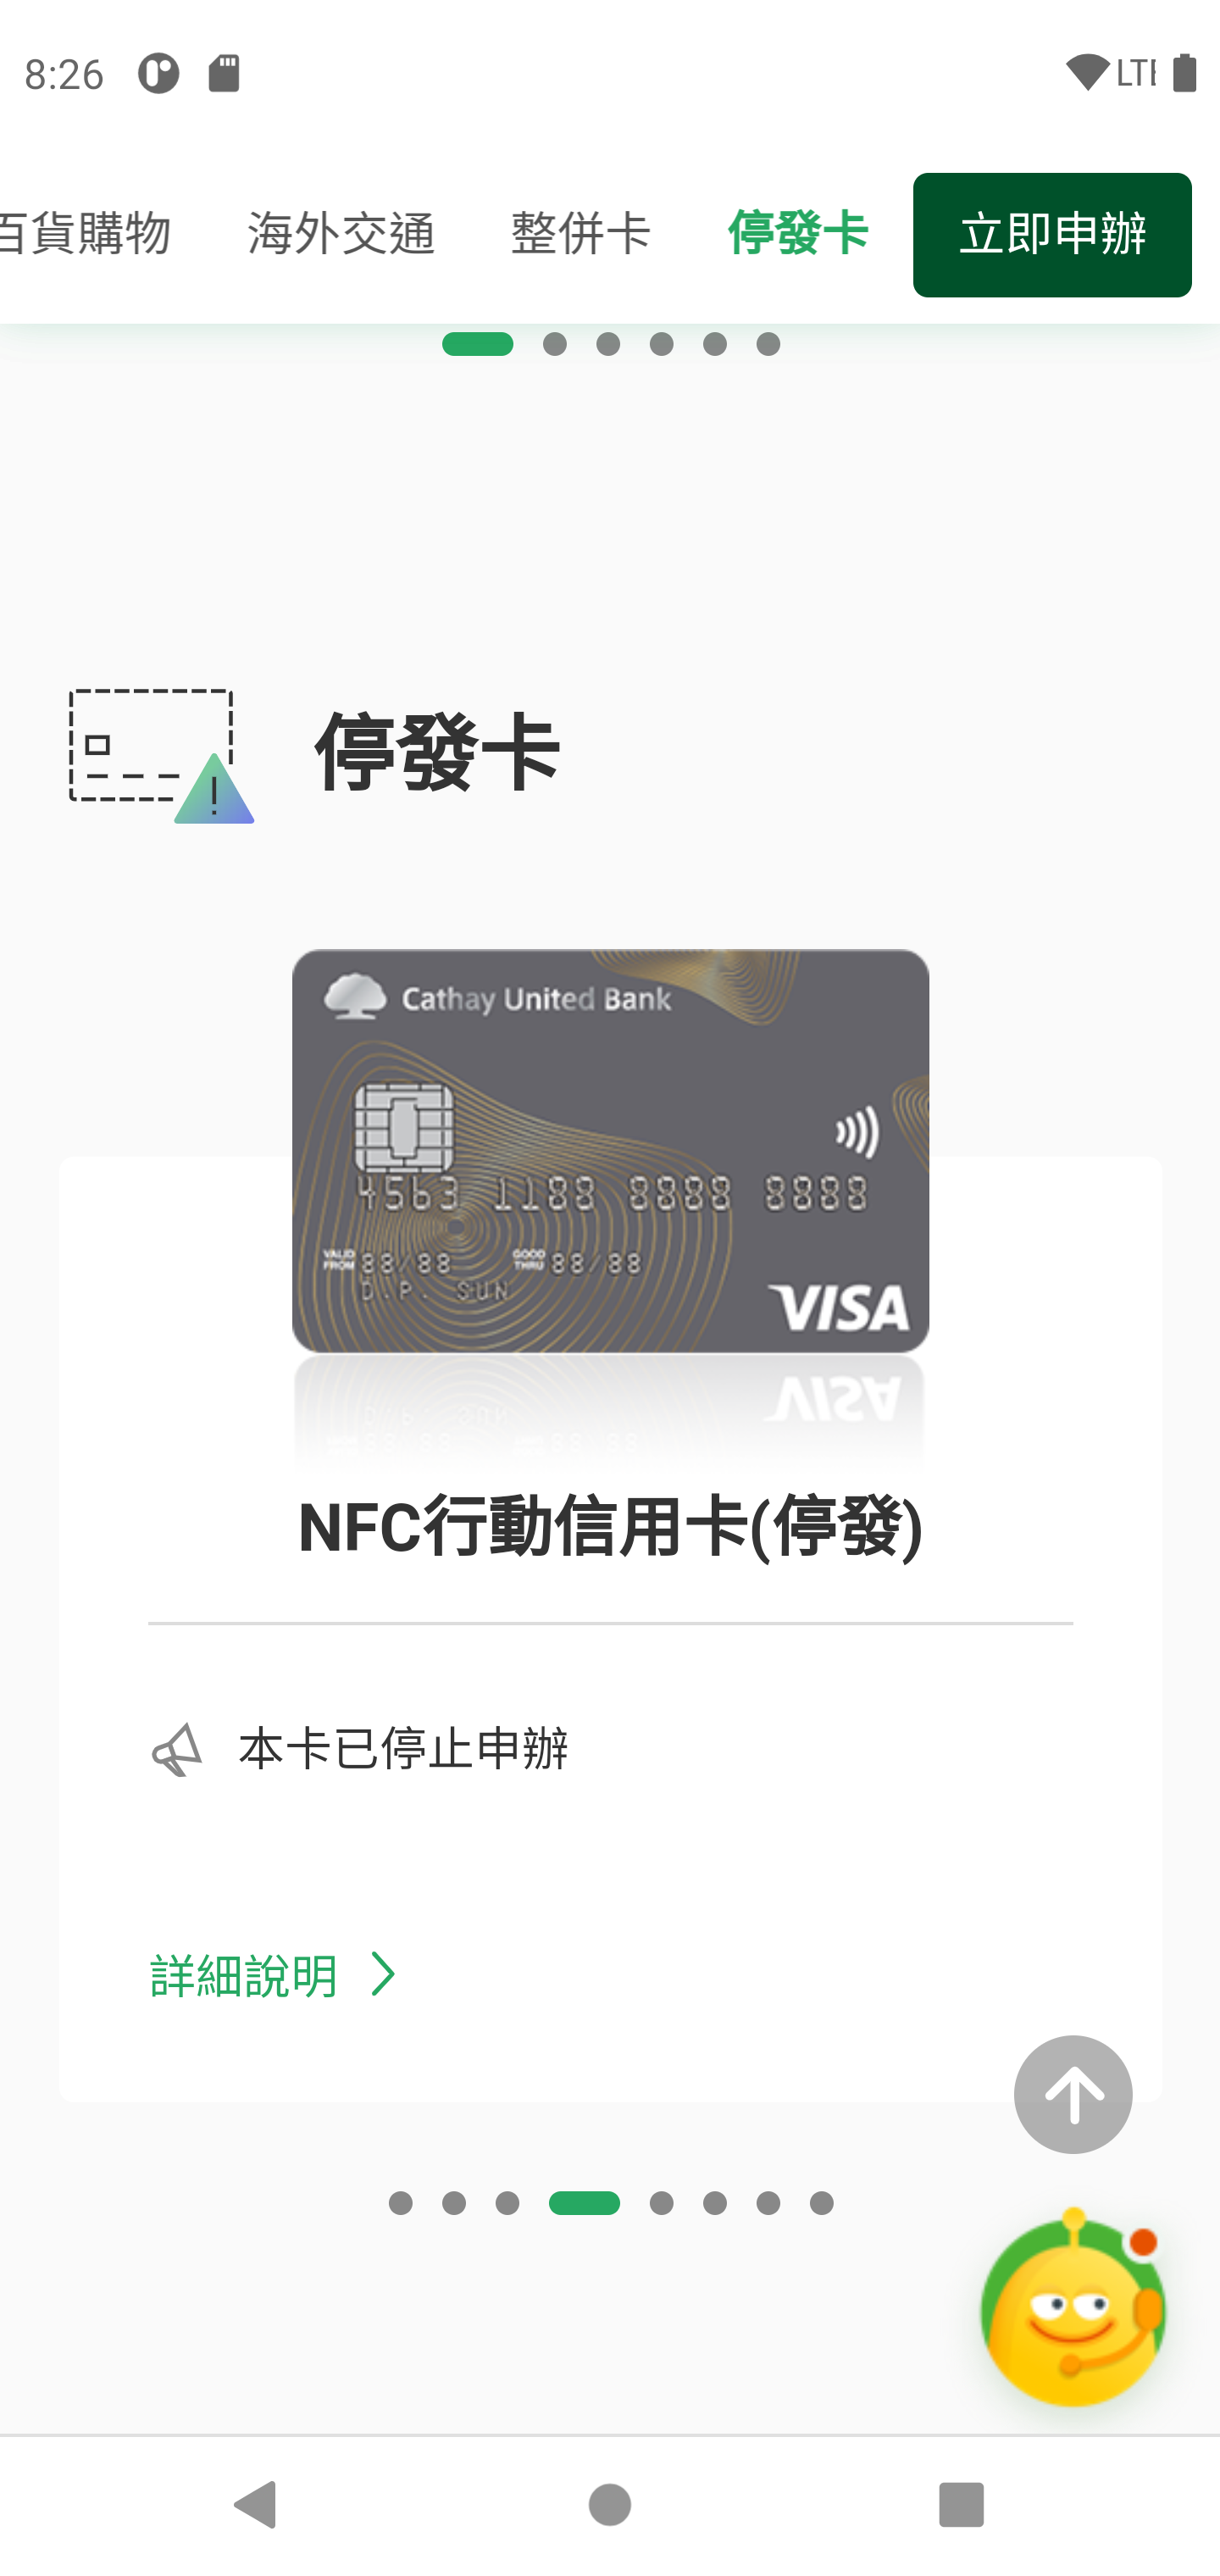 8:26
LTE
百貨購物
海外交通
整併卡
停發卡
立即申辦
停發卡
Cathay United Bank
4563 1188 8888 8888
VALID FROM 88/88 GOOD THRU 88/88
D.P. SUN
VISA
NFC行動信用卡(停發)
本卡已停止申辦
詳細說明